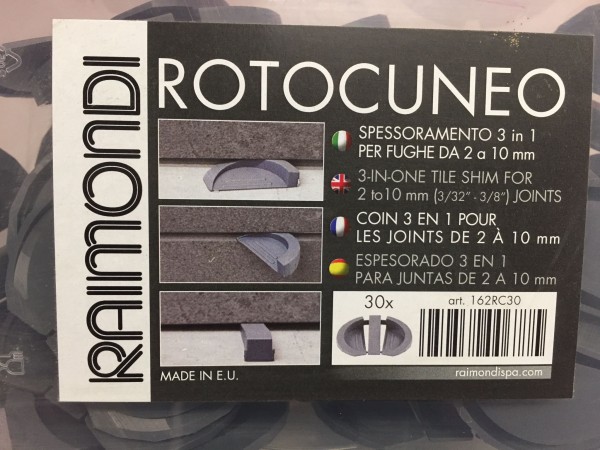 RAIMONDI
ROTOCUNEO
SPESSORAMENTO 3 in 1
PER FUGHE DA 2 a 10 mm
3-IN-ONE TILE SHIM FOR
2 to10 mm (3/32" - 3/8") JOINTS
COIN 3 EN 1 POUR
LES JOINTS DE 2 À 10 mm
ESPESORADO 3 EN 1
PARA JUNTAS DE 2 A 10 mm
30x
art. 162RC30
MADE IN E.U.
raimondispa.com